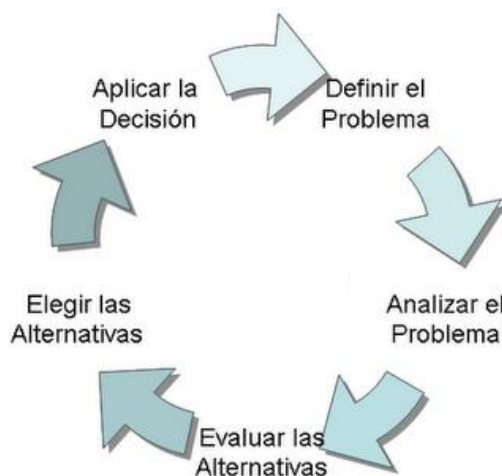 Aplicar la
Decisión
Definir el
Problema
Analizar el
Problema
Evaluar las
Alternativas
Elegir las
Alternativas